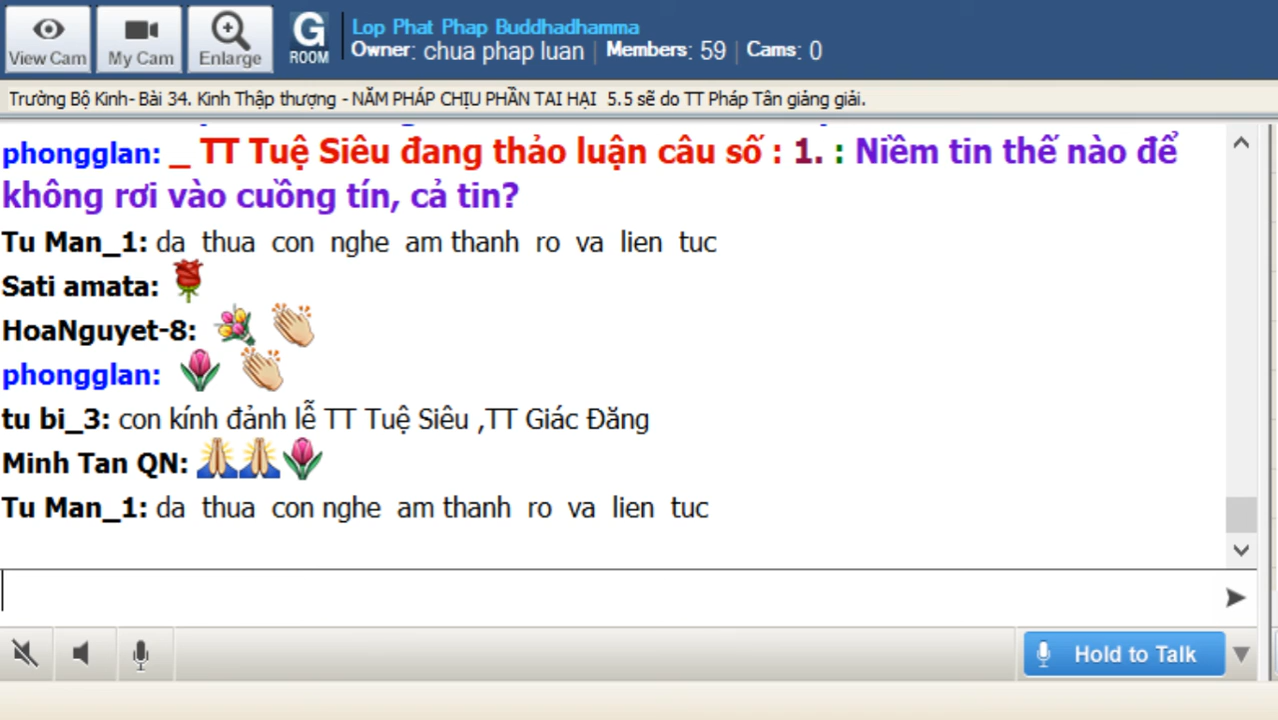 Lop Phat Phap Buddhadhamma
View Cam
My Cam
Enlarge
G ROOM
Owner: chua phap luan | Members: 59 | Cams: 0
Trường Bộ Kinh- Bài 34. Kinh Thập thượng - NĂM PHÁP CHỊU PHẦN TAI HẠI 5.5 sẽ do TT Pháp Tân giảng giải.
phongglan: _ TT Tuệ Siêu đang thảo luận câu số : 1. : Niềm tin thế nào để
không rơi vào cuồng tín, cả tin?
Tu Man_1: da thua con nghe am thanh ro va lien tuc
Sati amata:
HoaNguyet-8:
phongglan:
tu bi_3: con kính đảnh lễ TT Tuệ Siêu ,TT Giác Đăng
Minh Tan QN:
Tu Man_1: da thua con nghe am thanh ro va lien tuc
Hold to Talk